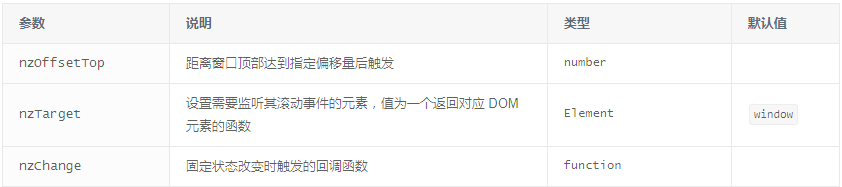 参数 说明 类型 默认值
nzOffsetTop 距离窗口顶部达到指定偏移量后触发 number
nzTarget 设置需要监听其滚动事件的元素，值为一个返回对应 DOM
元素的函数 Element window
nzChange 固定状态改变时触发的回调函数 function